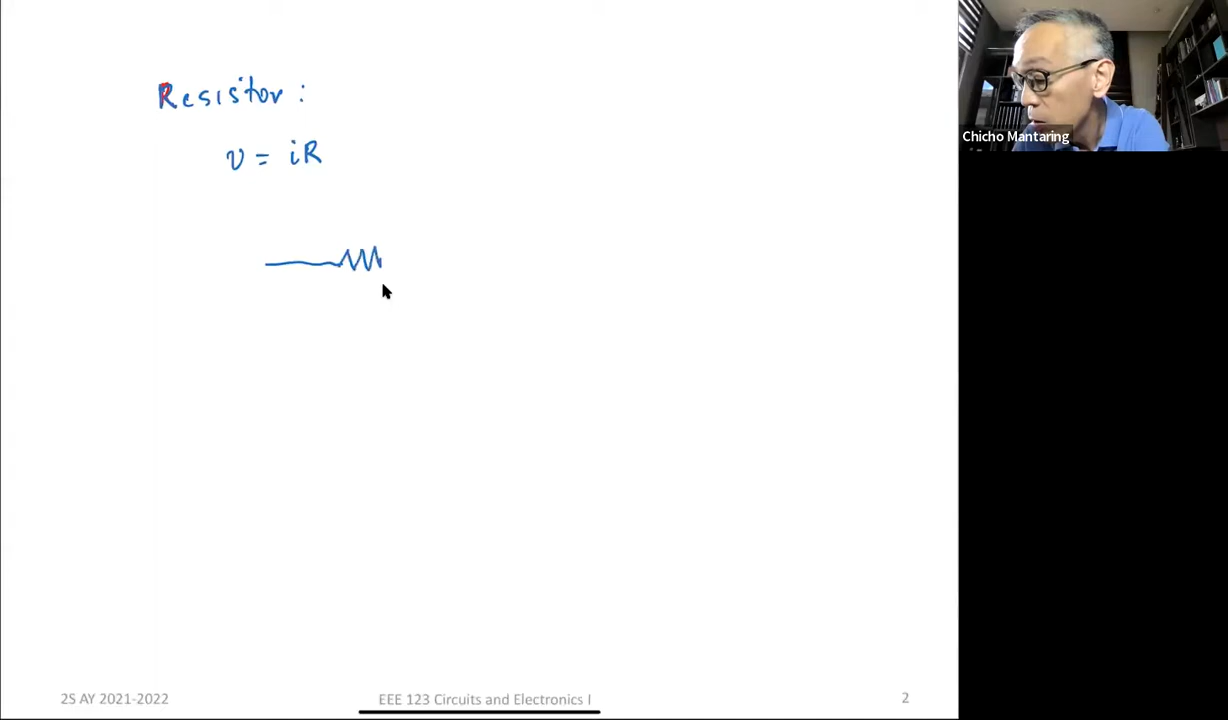 Resistor :
v = iR
Chicho Mantaring
2S AY 2021-2022
EEE 123 Circuits and Electronics I
2